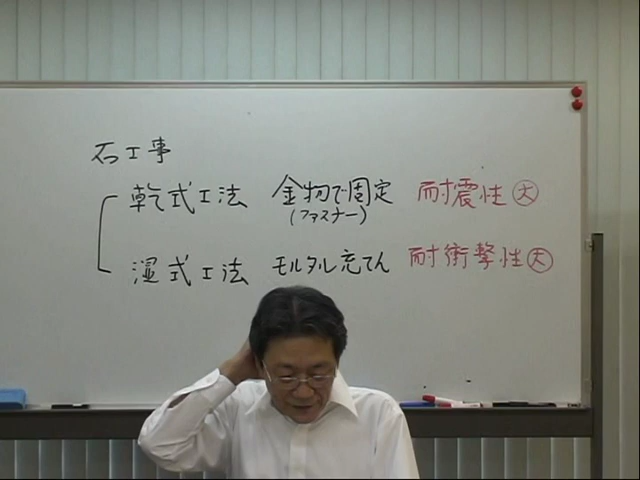 石工事
乾式工法 金物で固定 耐震性 大
(ファスナー)
湿式工法 モルタル充てん 耐衝撃性 大